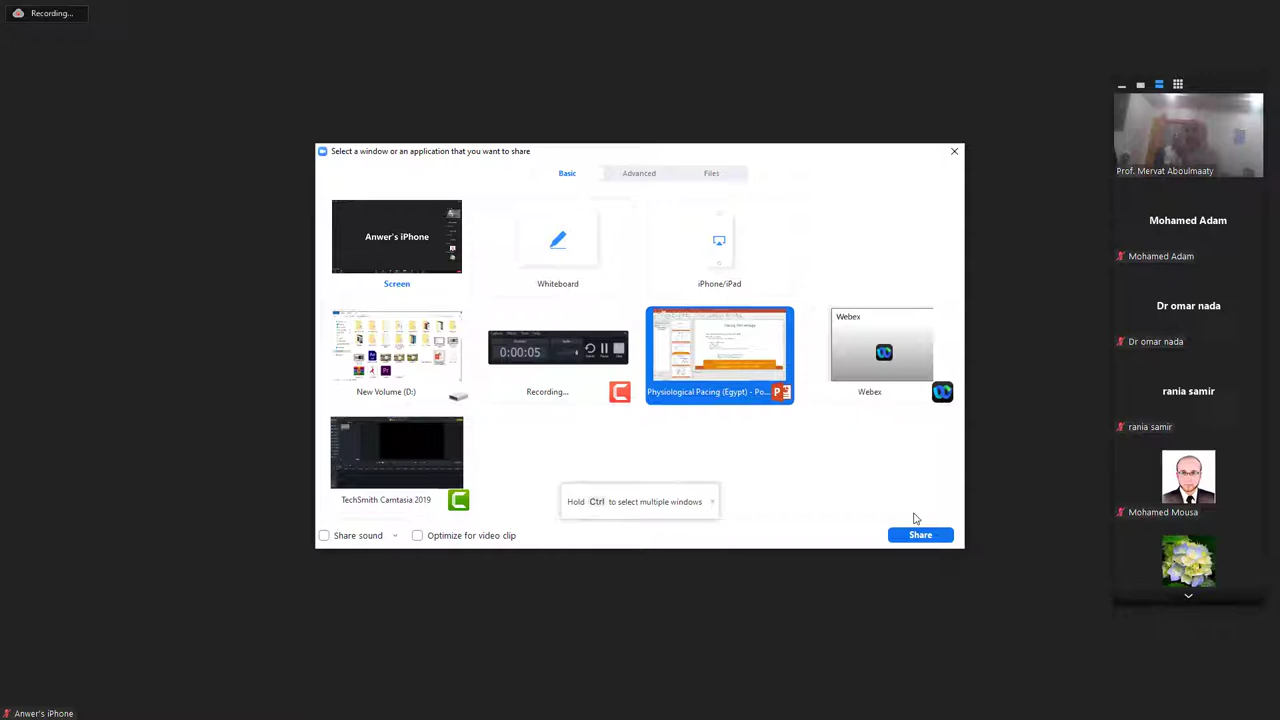 Recording...
Select a window or an application that you want to share
Basic
Advanced
Files
Anwer's iPhone
Screen
Whiteboard
iPhone/iPad
New Volume (D:)
0:00:05
Recording...
Physiological Pacing (Egypt) - Po...
Webex
Webex
TechSmith Camtasia 2019
Hold Ctrl to select multiple windows
Share sound
Optimize for video clip
Share
Prof. Mervat Aboulmaaty
Mohamed Adam
Mohamed Adam
Dr omar nada
Dr omar nada
rania samir
rania samir
Mohamed Mousa
Anwer's iPhone